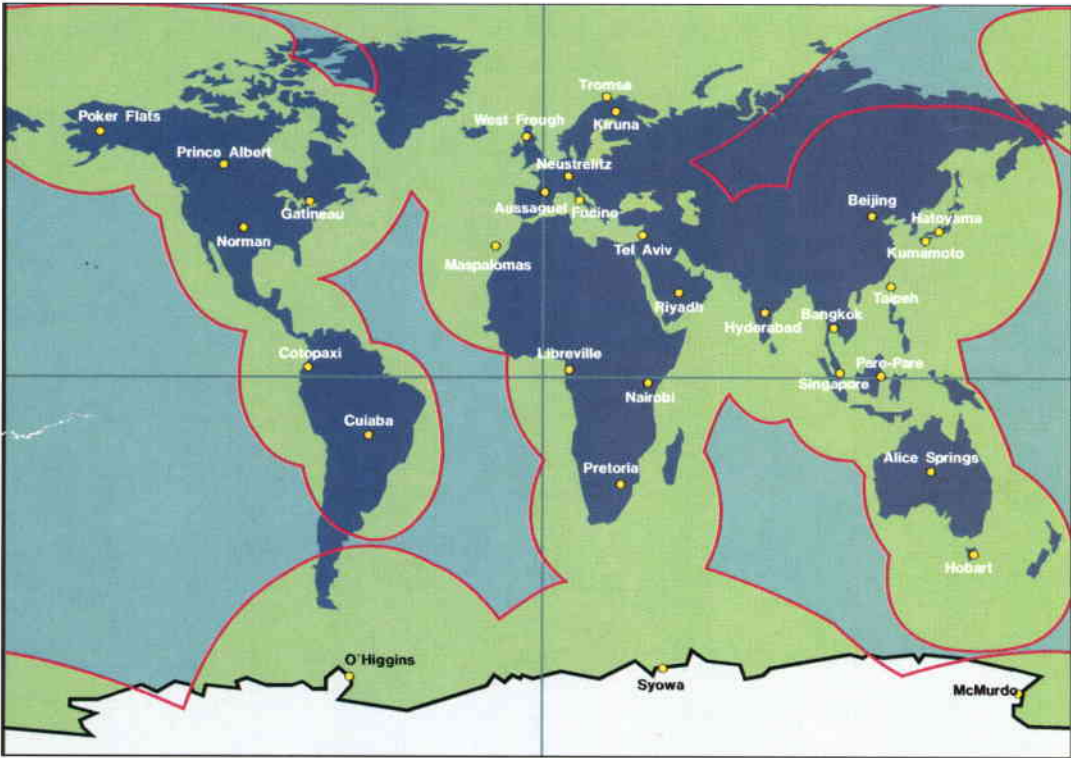 Tromsa
Poker Flats
West Freugh
Kiruna
Prince Albert
Neustrelitz
Gatineau
Aussaguel
Fucino
Beijing
Hatoyama
Norman
Kumamoto
Tel Aviv
Maspalomas
Taipeh
Riyadh
Hyderabad
Bangkok
Cotopaxi
Libreville
Pare-Pare
Singapore
Nairobi
Cuiaba
Alice Springs
Pretoria
Hobart
O'Higgins
Syowa
McMurdo